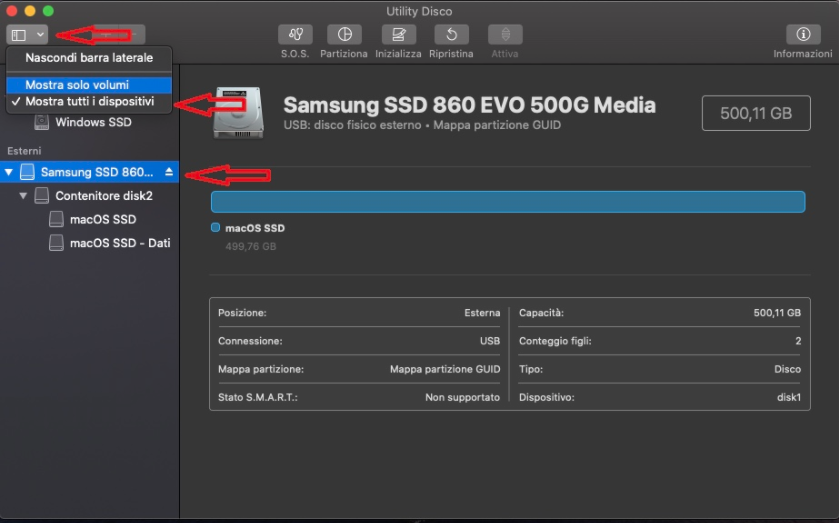 Utility Disco
S.O.S.
Partiziona
Inizializza
Ripristina
Attiva
Informazioni
Nascondi barra laterale
Mostra solo volumi
✓ Mostra tutti i dispositivi
Windows SSD
Esterni
Samsung SSD 860...
Contenitore disk2
macOS SSD
macOS SSD - Dati
Samsung SSD 860 EVO 500G Media
USB: disco fisico esterno • Mappa partizione GUID
500,11 GB
macOS SSD
499,76 GB
Posizione: Esterna
Capacità: 500,11 GB
Connessione: USB
Conteggio figli: 2
Mappa partizione: Mappa partizione GUID
Tipo: Disco
Stato S.M.A.R.T.: Non supportato
Dispositivo: disk1